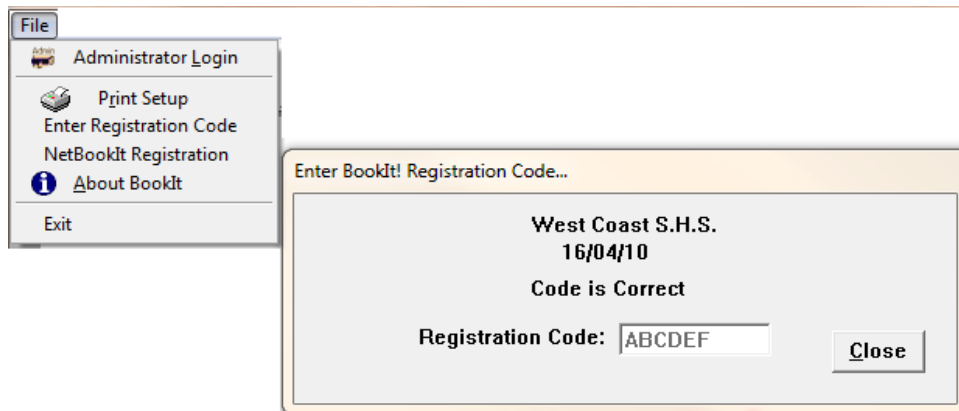 File
Admin
Administrator Login
Print Setup
Enter Registration Code
NetBookIt Registration
About BookIt
Exit
Enter BookIt! Registration Code...
West Coast S.H.S.
16/04/10
Code is Correct
Registration Code: ABCDEF
Close